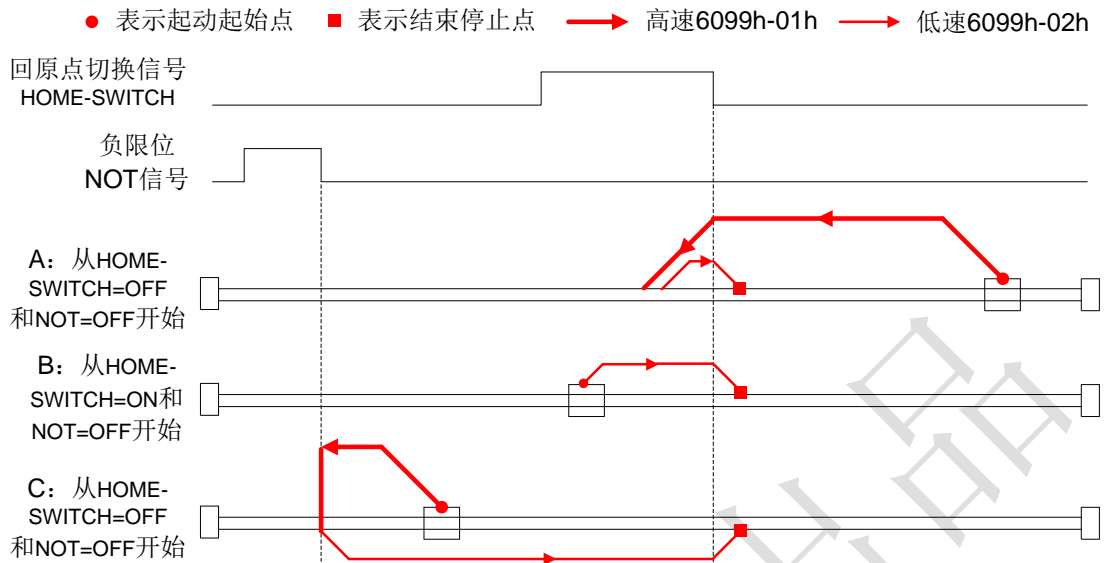 表示起动起始点 表示结束停止点 高速6099h-01h 低速6099h-02h
回原点切换信号
HOME-SWITCH
负限位
NOT信号
A：从HOME-
SWITCH=OFF
和NOT=OFF开始
B：从HOME-
SWITCH=ON和
NOT=OFF开始
C：从HOME-
SWITCH=OFF
和NOT=OFF开始